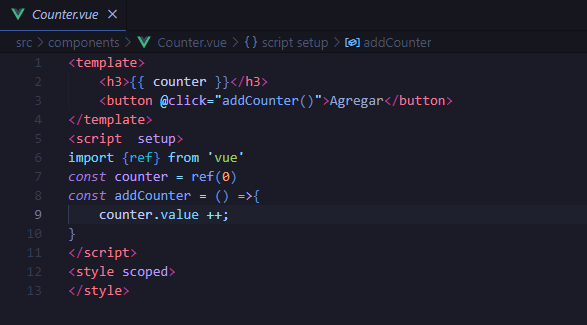 Counter.vue ×
src > components > Counter.vue > {} script setup > addCounter
1 <template>
2     <h3>{{ counter }}</h3>
3     <button @click="addCounter()">Agregar</button>
4 </template>
5 <script  setup>
6 import {ref} from 'vue'
7 const counter = ref(0)
8 const addCounter = () =>{
9     counter.value ++;
10 }
11 </script>
12 <style scoped>
13 </style>